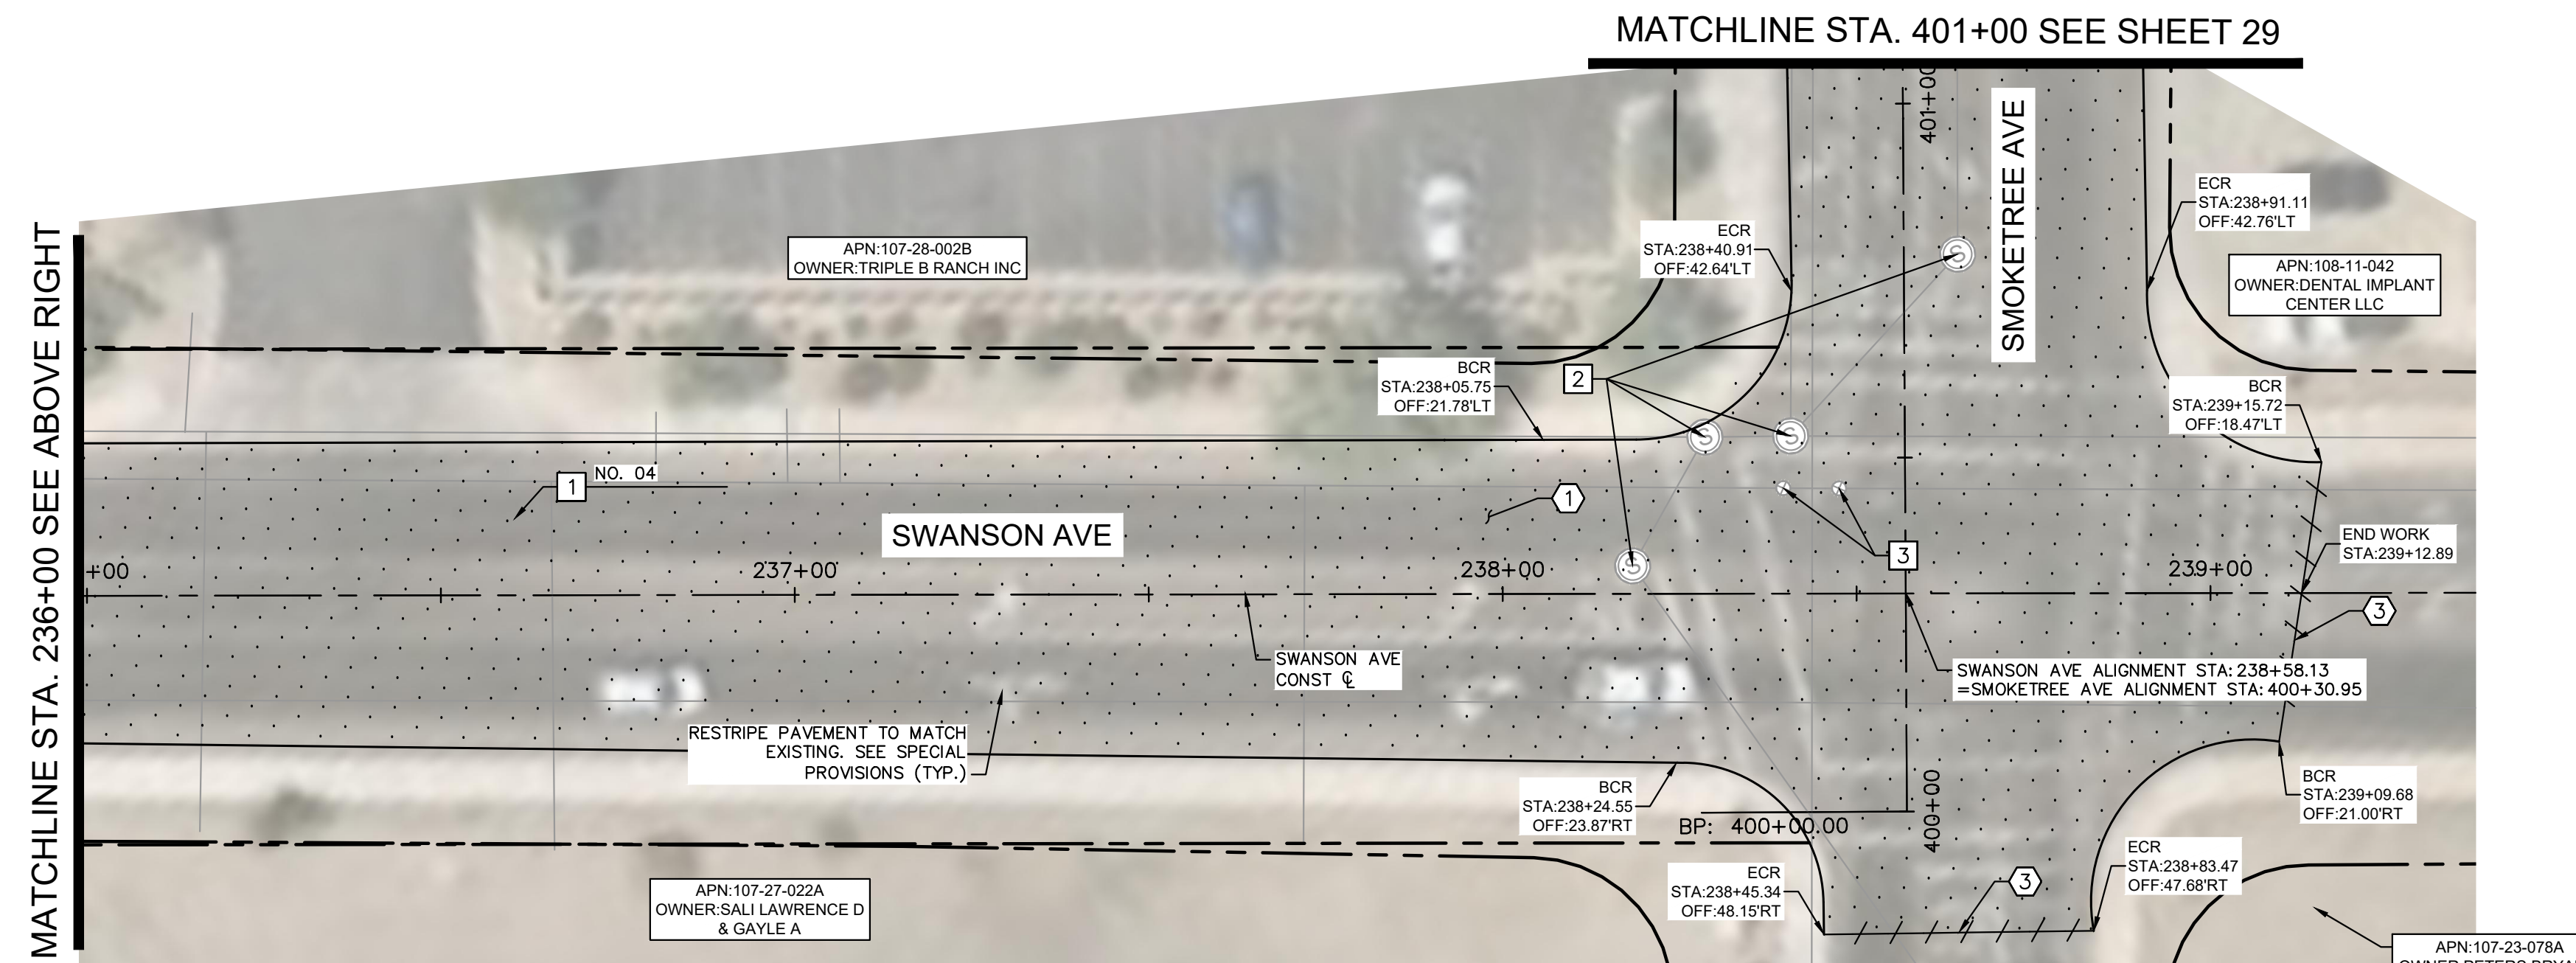 MATCHLINE STA. 401+00 SEE SHEET 29
MATCHLINE STA. 236+00 SEE ABOVE RIGHT
401+00
SMOKETREE AVE
ECR
STA:238+91.11
OFF:42.76'LT
APN:107-28-002B
OWNER:TRIPLE B RANCH INC
ECR
STA:238+40.91
OFF:42.64'LT
S
APN:108-11-042
OWNER:DENTAL IMPLANT
CENTER LLC
BCR
STA:238+05.75
OFF:21.78'LT
2
BCR
STA:239+15.72
OFF:18.47'LT
S
S
1
NO. 04
1
SWANSON AVE
3
END WORK
STA:239+12.89
S
+00
237+00
238+00
239+00
3
SWANSON AVE
CONST ℄
SWANSON AVE ALIGNMENT STA: 238+58.13
=SMOKETREE AVE ALIGNMENT STA: 400+30.95
RESTRIPE PAVEMENT TO MATCH
EXISTING. SEE SPECIAL
PROVISIONS (TYP.)
BCR
STA:238+24.55
OFF:23.87'RT
BP: 400+00.00
400+00
BCR
STA:239+09.68
OFF:21.00'RT
ECR
STA:238+45.34
OFF:48.15'RT
3
ECR
STA:238+83.47
OFF:47.68'RT
APN:107-27-022A
OWNER:SALI LAWRENCE D
& GAYLE A
APN:107-23-078A